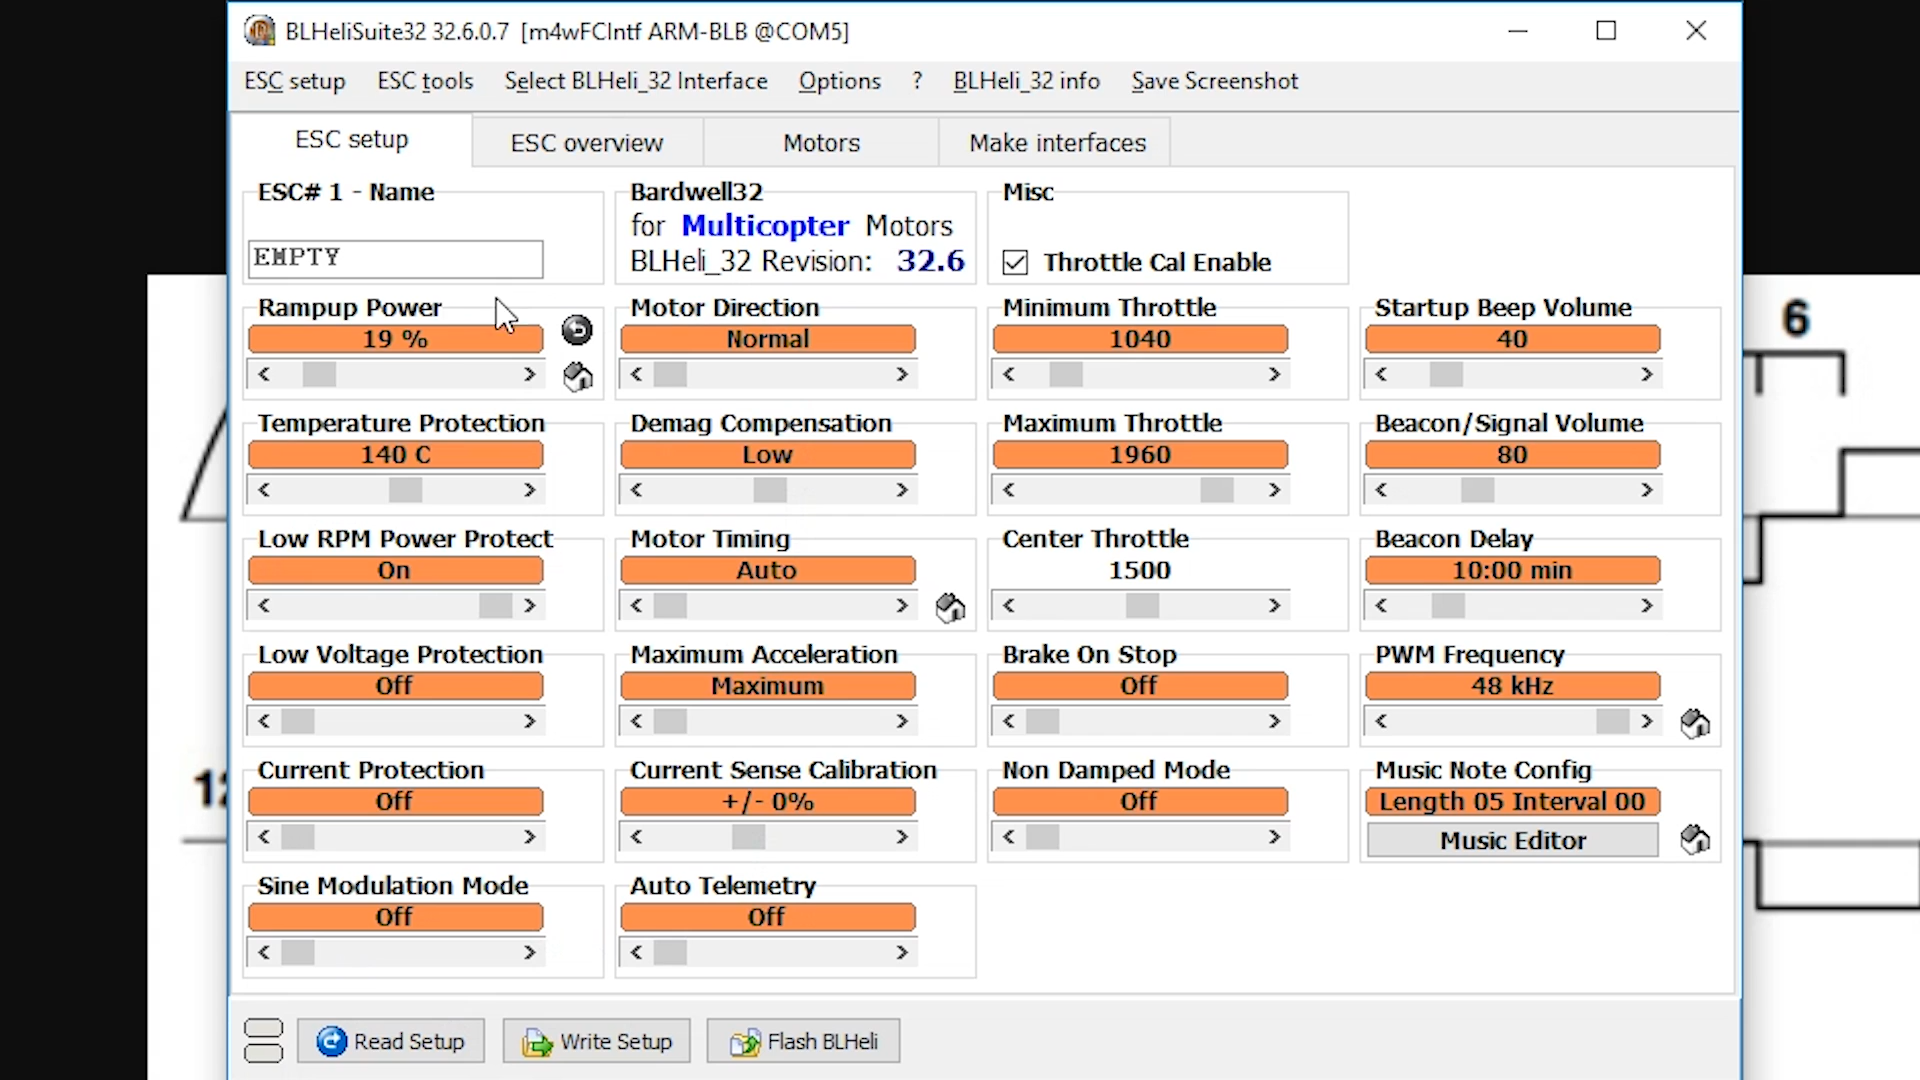 BLHeliSuite32 32.6.0.7 [m4wFCIntf ARM-BLB @COM5]
ESC setup ESC tools Select BLHeli_32 Interface Options ? BLHeli_32 info Save Screenshot
ESC setup ESC overview Motors Make interfaces
ESC# 1 - Name
EMPTY
Bardwell32
for Multicopter Motors
BLHeli_32 Revision: 32.6
Misc
Throttle Cal Enable
Rampup Power
19 %
Motor Direction
Normal
Minimum Throttle
1040
Startup Beep Volume
40
Temperature Protection
140 C
Demag Compensation
Low
Maximum Throttle
1960
Beacon/Signal Volume
80
Low RPM Power Protect
On
Motor Timing
Auto
Center Throttle
1500
Beacon Delay
10:00 min
Low Voltage Protection
Off
Maximum Acceleration
Maximum
Brake On Stop
Off
PWM Frequency
48 kHz
Current Protection
Off
Current Sense Calibration
+/- 0%
Non Damped Mode
Off
Music Note Config
Length 05 Interval 00
Music Editor
Sine Modulation Mode
Off
Auto Telemetry
Off
Read Setup Write Setup Flash BLHeli
6